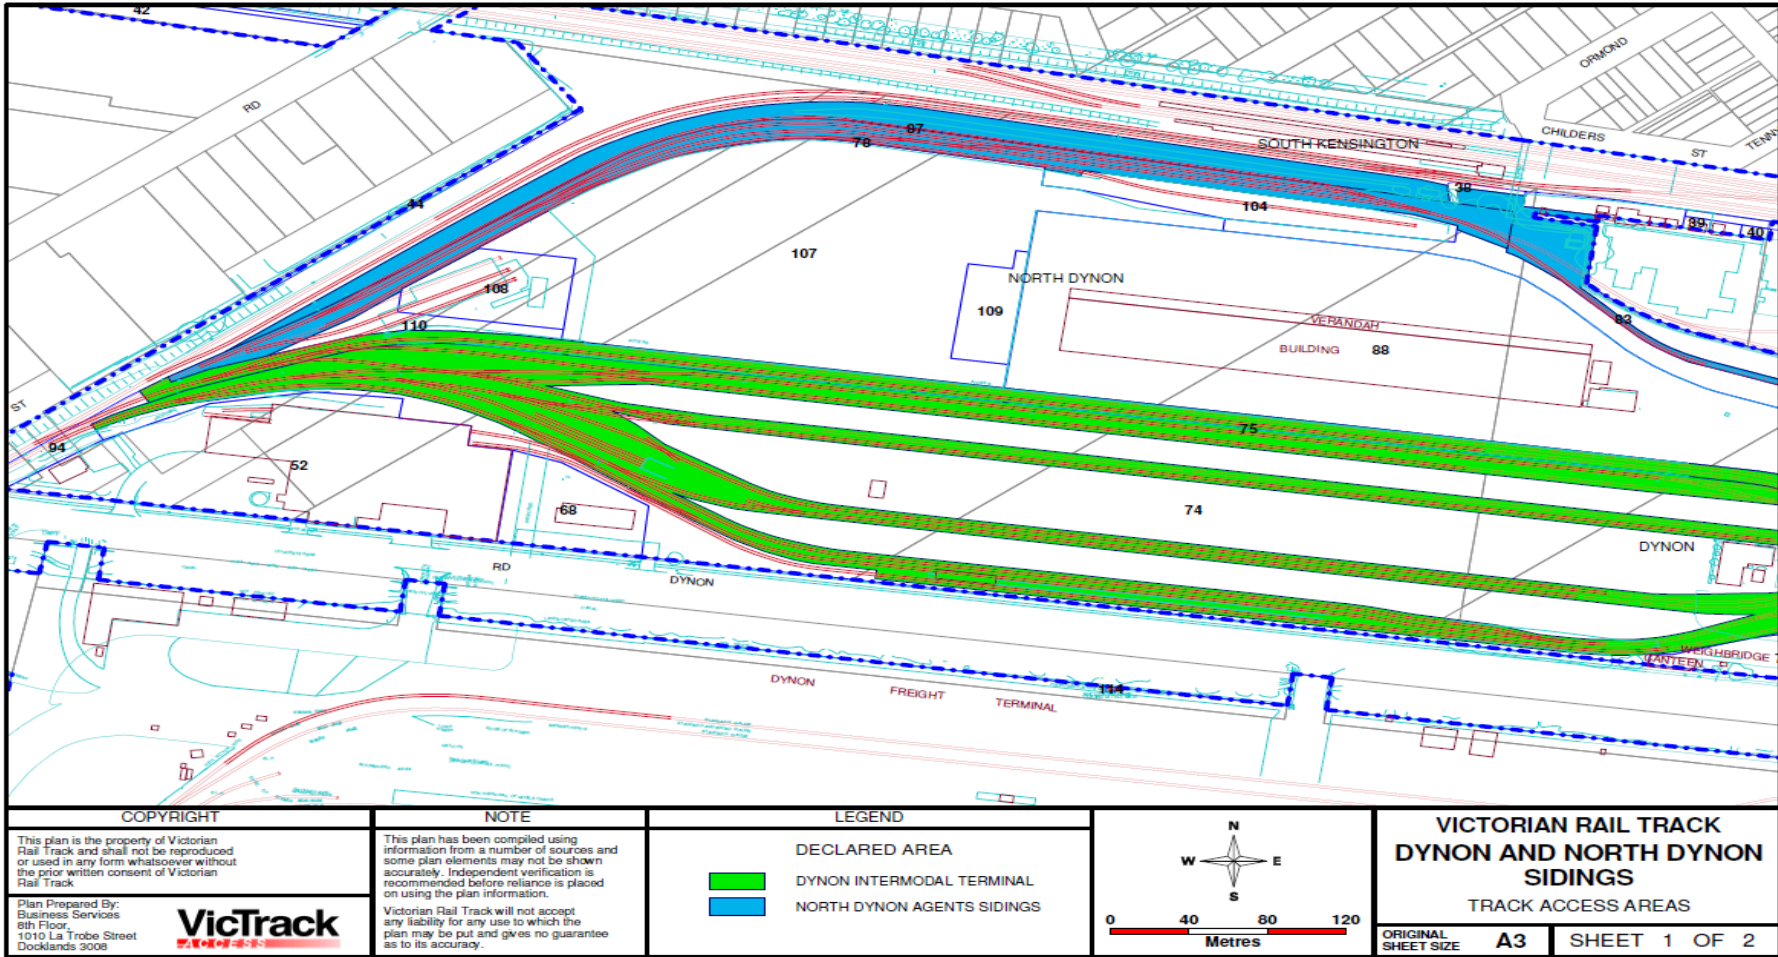 42
RD
ORMOND
CHILDERS
ST
97
76
SOUTH KENSINGTON
38
44
104
39
40
107
NORTH DYNON
108
109
83
110
VERANDAH
BUILDING
88
ST
75
94
52
68
74
DYNON
RD
DYNON
WEIGHBRIDGE
CANTEEN
DYNON FREIGHT TERMINAL
114
COPYRIGHT
This plan is the property of Victorian
Rail Track and shall not be reproduced
or used in any form whatsoever without
the prior written consent of Victorian
Rail Track
Plan Prepared By:
Business Services
8th Floor,
1010 La Trobe Street
Docklands 3008
VicTrack
ACCESS
NOTE
This plan has been compiled using
information from a number of sources and
some plan elements may not be shown
accurately. Independent verification is
recommended before reliance is placed
on using the plan information.
Victorian Rail Track will not accept
any liability for any use to which the
plan may be put and gives no guarantee
as to its accuracy.
LEGEND
DECLARED AREA
DYNON INTERMODAL TERMINAL
NORTH DYNON AGENTS SIDINGS
N
W E
S
0 40 80 120
Metres
VICTORIAN RAIL TRACK
DYNON AND NORTH DYNON
SIDINGS
TRACK ACCESS AREAS
ORIGINAL
SHEET SIZE
A3
SHEET 1 OF 2